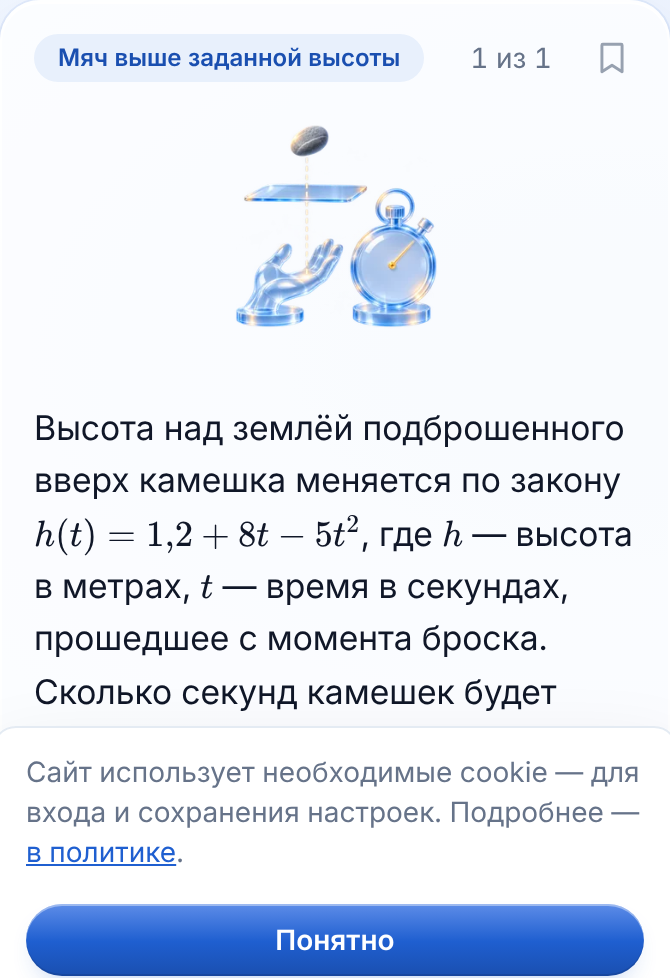 Мяч выше заданной высоты
1 из 1
Высота над землёй подброшенного
вверх камешка меняется по закону
h(t) = 1,2 + 8t − 5t², где h — высота
в метрах, t — время в секундах,
прошедшее с момента броска.
Сколько секунд камешек будет
Сайт использует необходимые cookie — для
входа и сохранения настроек. Подробнее —
в политике.
Понятно